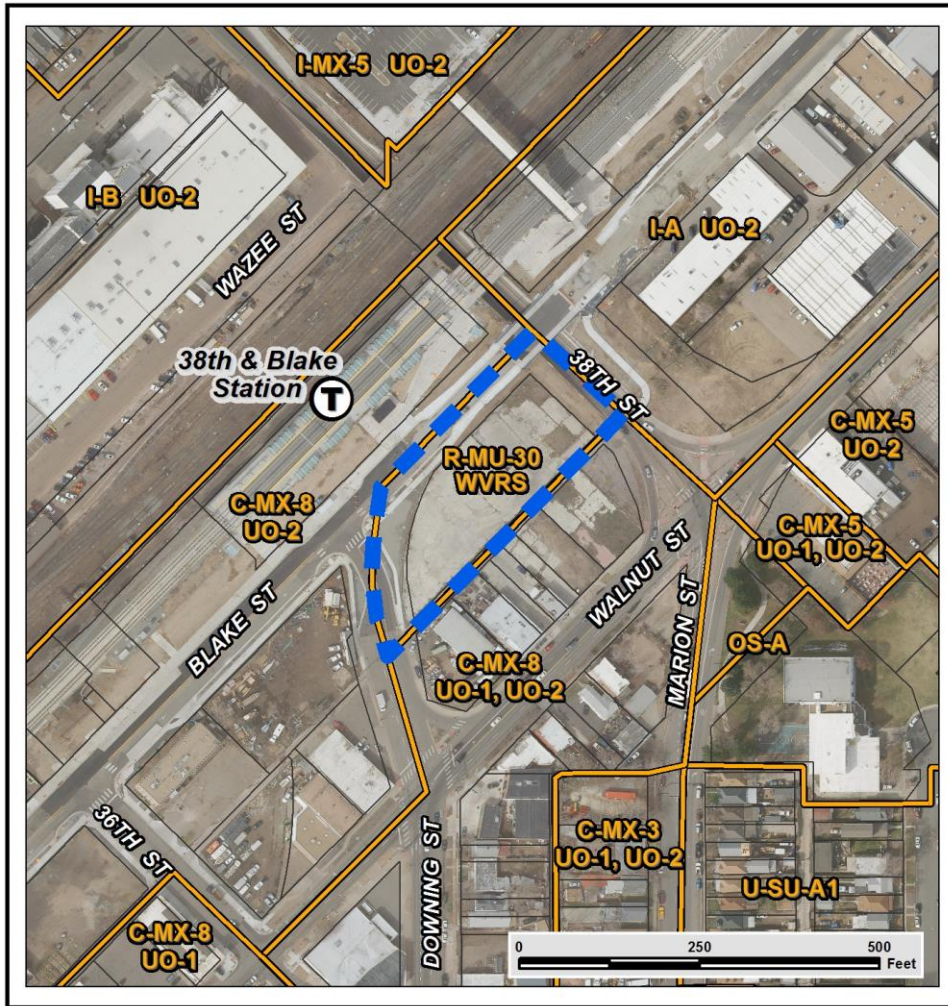 I-MX-5 UO-2
I-B UO-2
WAZEE ST
I-A UO-2
38th & Blake
Station
T
38TH ST
R-MU-30
WVRS
C-MX-5
UO-2
C-MX-8
UO-2
C-MX-5
UO-1, UO-2
WALNUT ST
BLAKE ST
MARION ST
OS-A
C-MX-8
UO-1, UO-2
36TH ST
DOWNING ST
C-MX-3
UO-1, UO-2
U-SU-A1
C-MX-8
UO-1
0 250 500
Feet